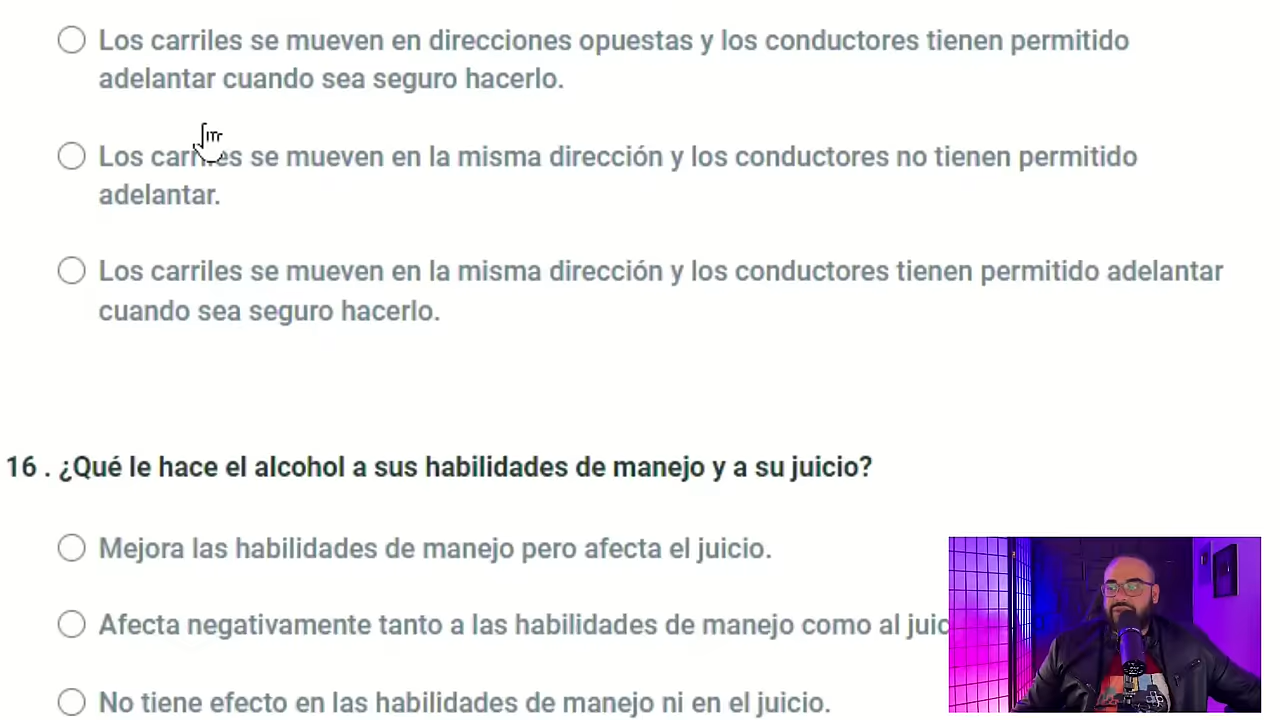 Los carriles se mueven en direcciones opuestas y los conductores tienen permitido
adelantar cuando sea seguro hacerlo.
Los carriles se mueven en la misma dirección y los conductores no tienen permitido
adelantar.
Los carriles se mueven en la misma dirección y los conductores tienen permitido adelantar
cuando sea seguro hacerlo.
16 . ¿Qué le hace el alcohol a sus habilidades de manejo y a su juicio?
Mejora las habilidades de manejo pero afecta el juicio.
Afecta negativamente tanto a las habilidades de manejo como al juic
No tiene efecto en las habilidades de manejo ni en el juicio.